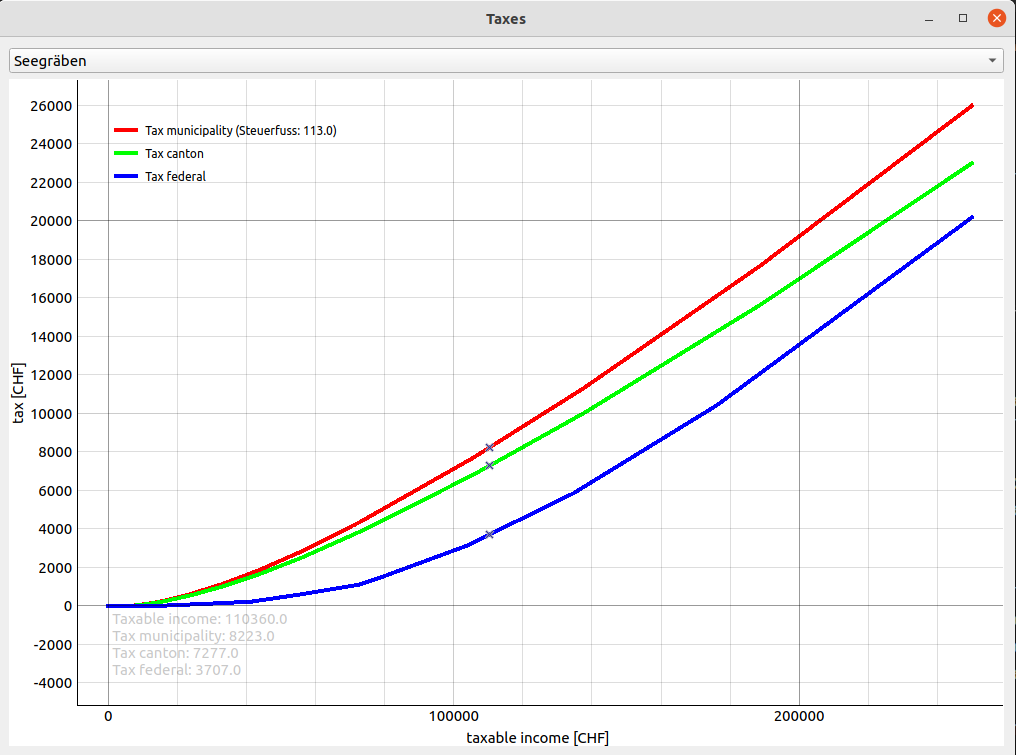 Taxes
Seegräben
26000
24000
22000
20000
18000
16000
14000
12000
10000
8000
6000
4000
2000
0
-2000
-4000
tax [CHF]
Tax municipality (Steuerfuss: 113.0)
Tax canton
Tax federal
Taxable income: 110360.0
Tax municipality: 8223.0
Tax canton: 7277.0
Tax federal: 3707.0
0 100000 200000
taxable income [CHF]